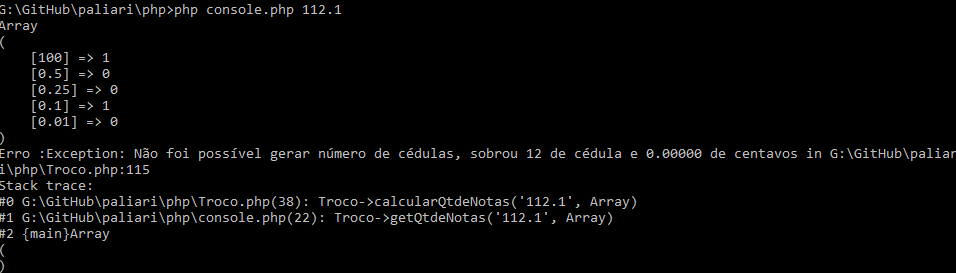 G:\GitHub\paliari\php>php console.php 112.1
Array
(
    [100] => 1
    [0.5] => 0
    [0.25] => 0
    [0.1] => 1
    [0.01] => 0
)
Erro :Exception: Não foi possível gerar número de cédulas, sobrou 12 de cédula e 0.00000 de centavos in G:\GitHub\paliar
i\php\Troco.php:115
Stack trace:
#0 G:\GitHub\paliari\php\Troco.php(38): Troco->calcularQtdeNotas('112.1', Array)
#1 G:\GitHub\paliari\php\console.php(22): Troco->getQtdeNotas('112.1', Array)
#2 {main}Array
(
)